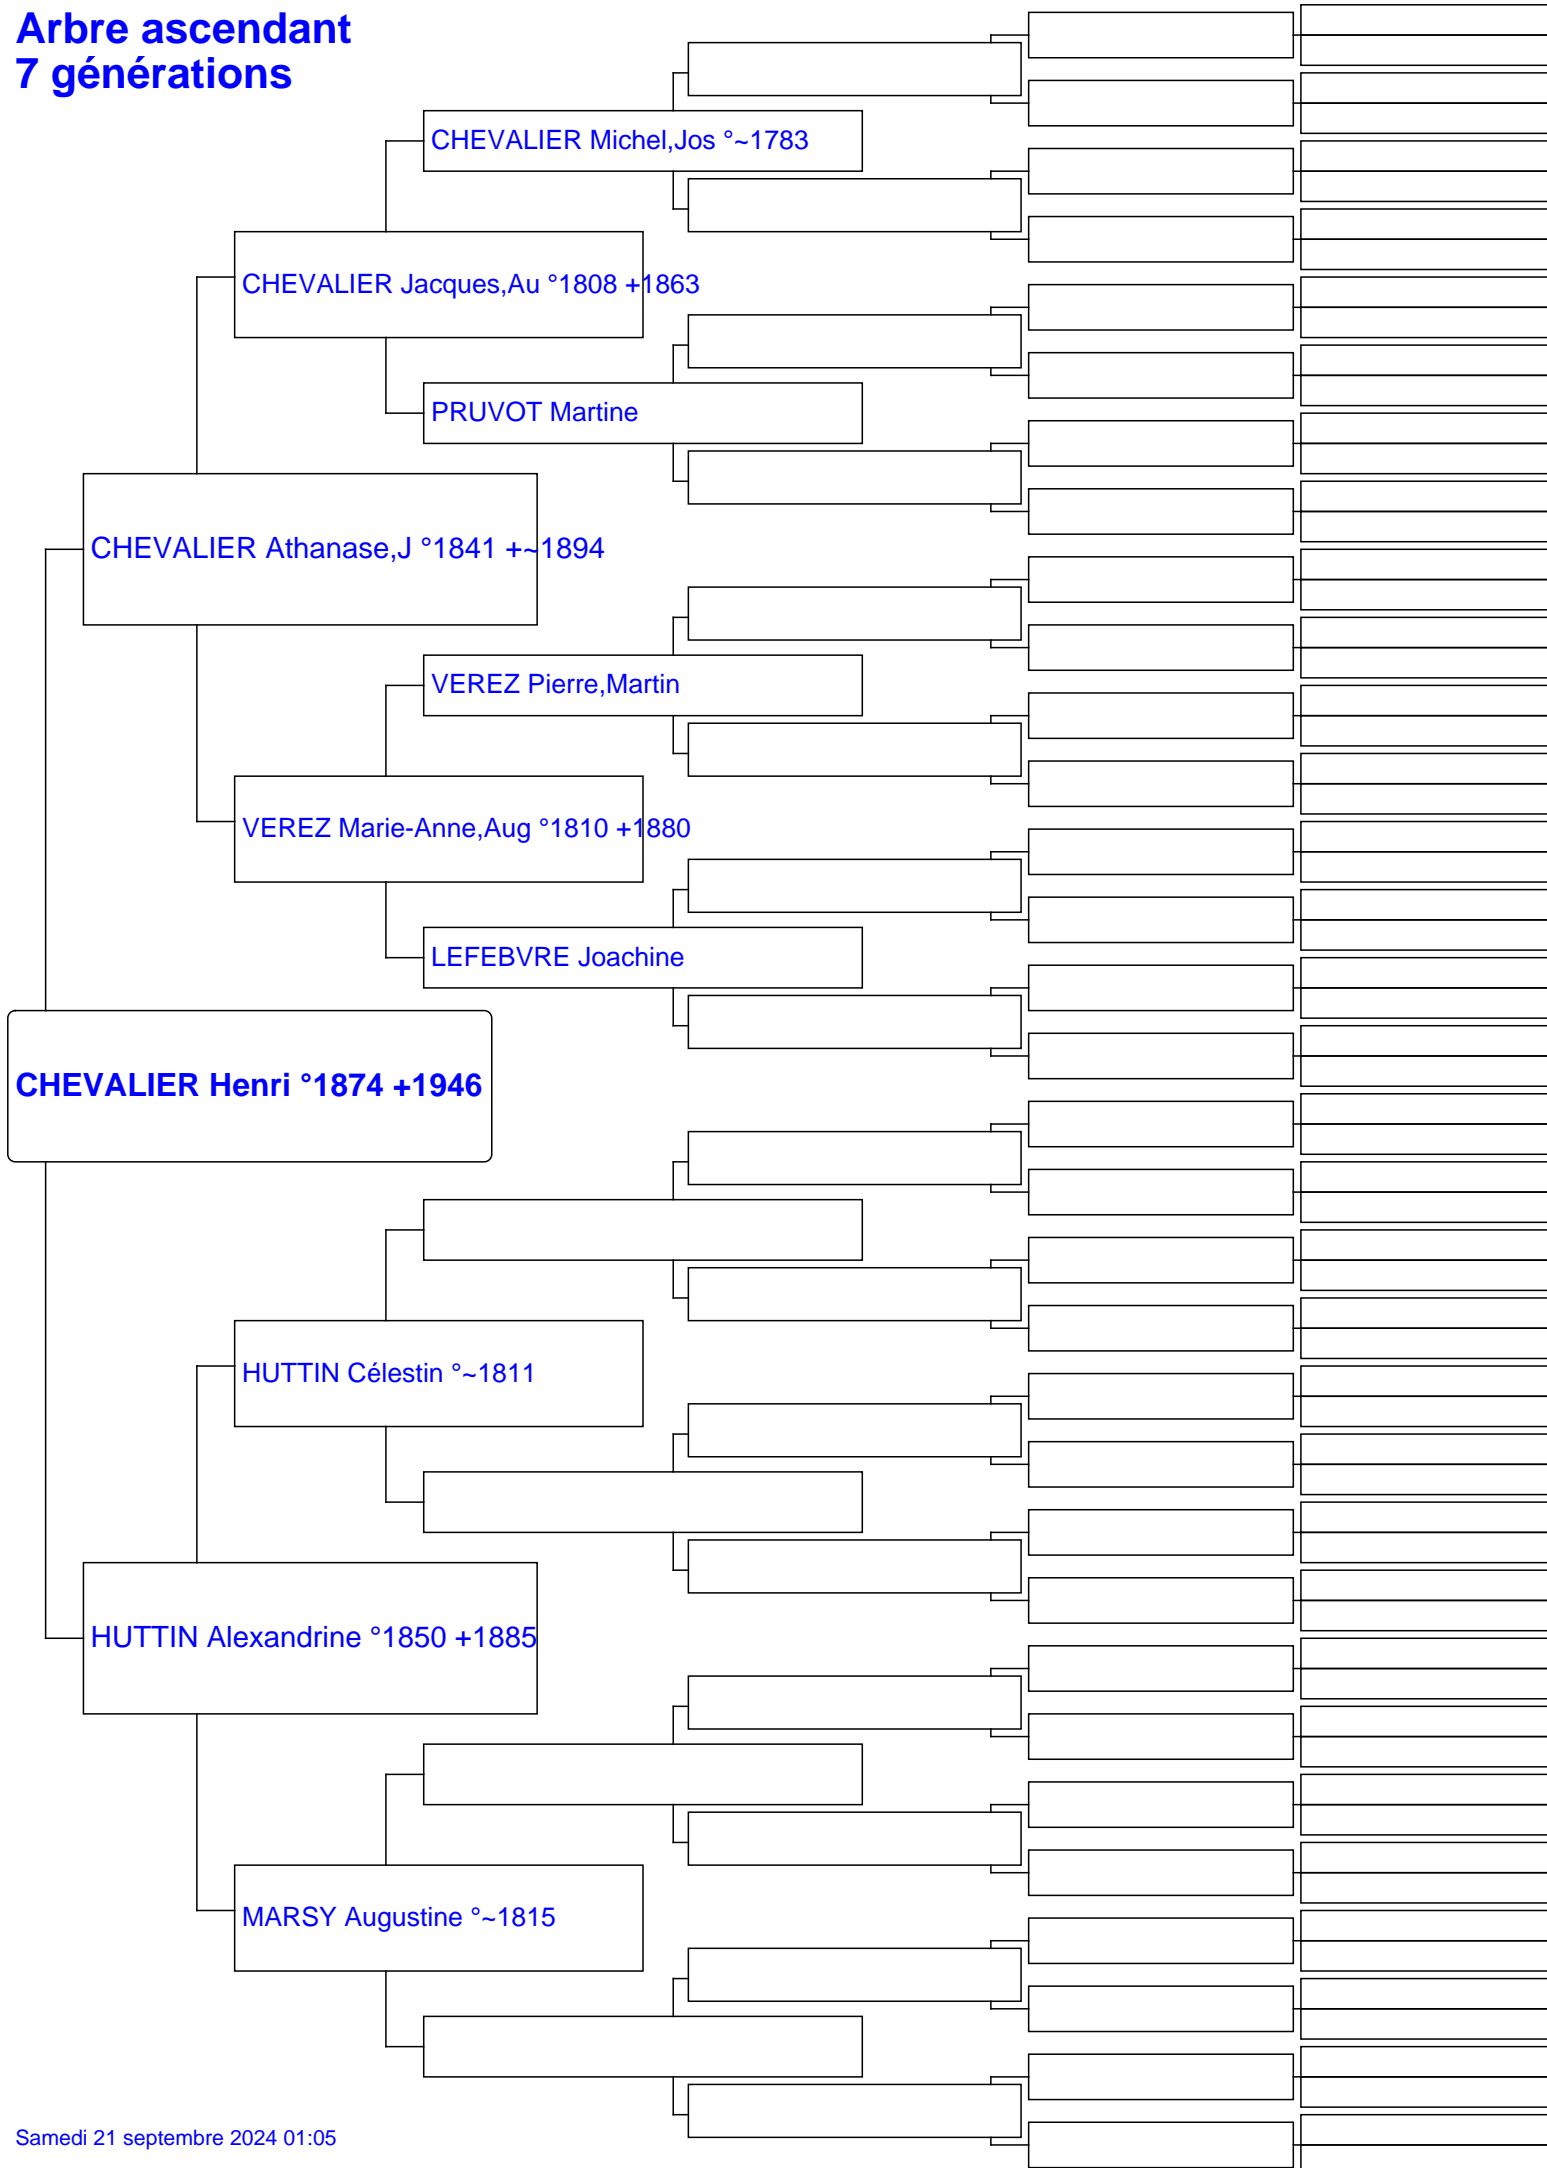 Arbre ascendant
7 générations
CHEVALIER Michel,Jos °~1783
CHEVALIER Jacques,Au °1808 +1863
PRUVOT Martine
CHEVALIER Athanase,J °1841 +~1894
VEREZ Pierre,Martin
VEREZ Marie-Anne,Aug °1810 +1880
LEFEBVRE Joachine
CHEVALIER Henri °1874 +1946
HUTTIN Célestin °~1811
HUTTIN Alexandrine °1850 +1885
MARSY Augustine °~1815
Samedi 21 septembre 2024 01:05